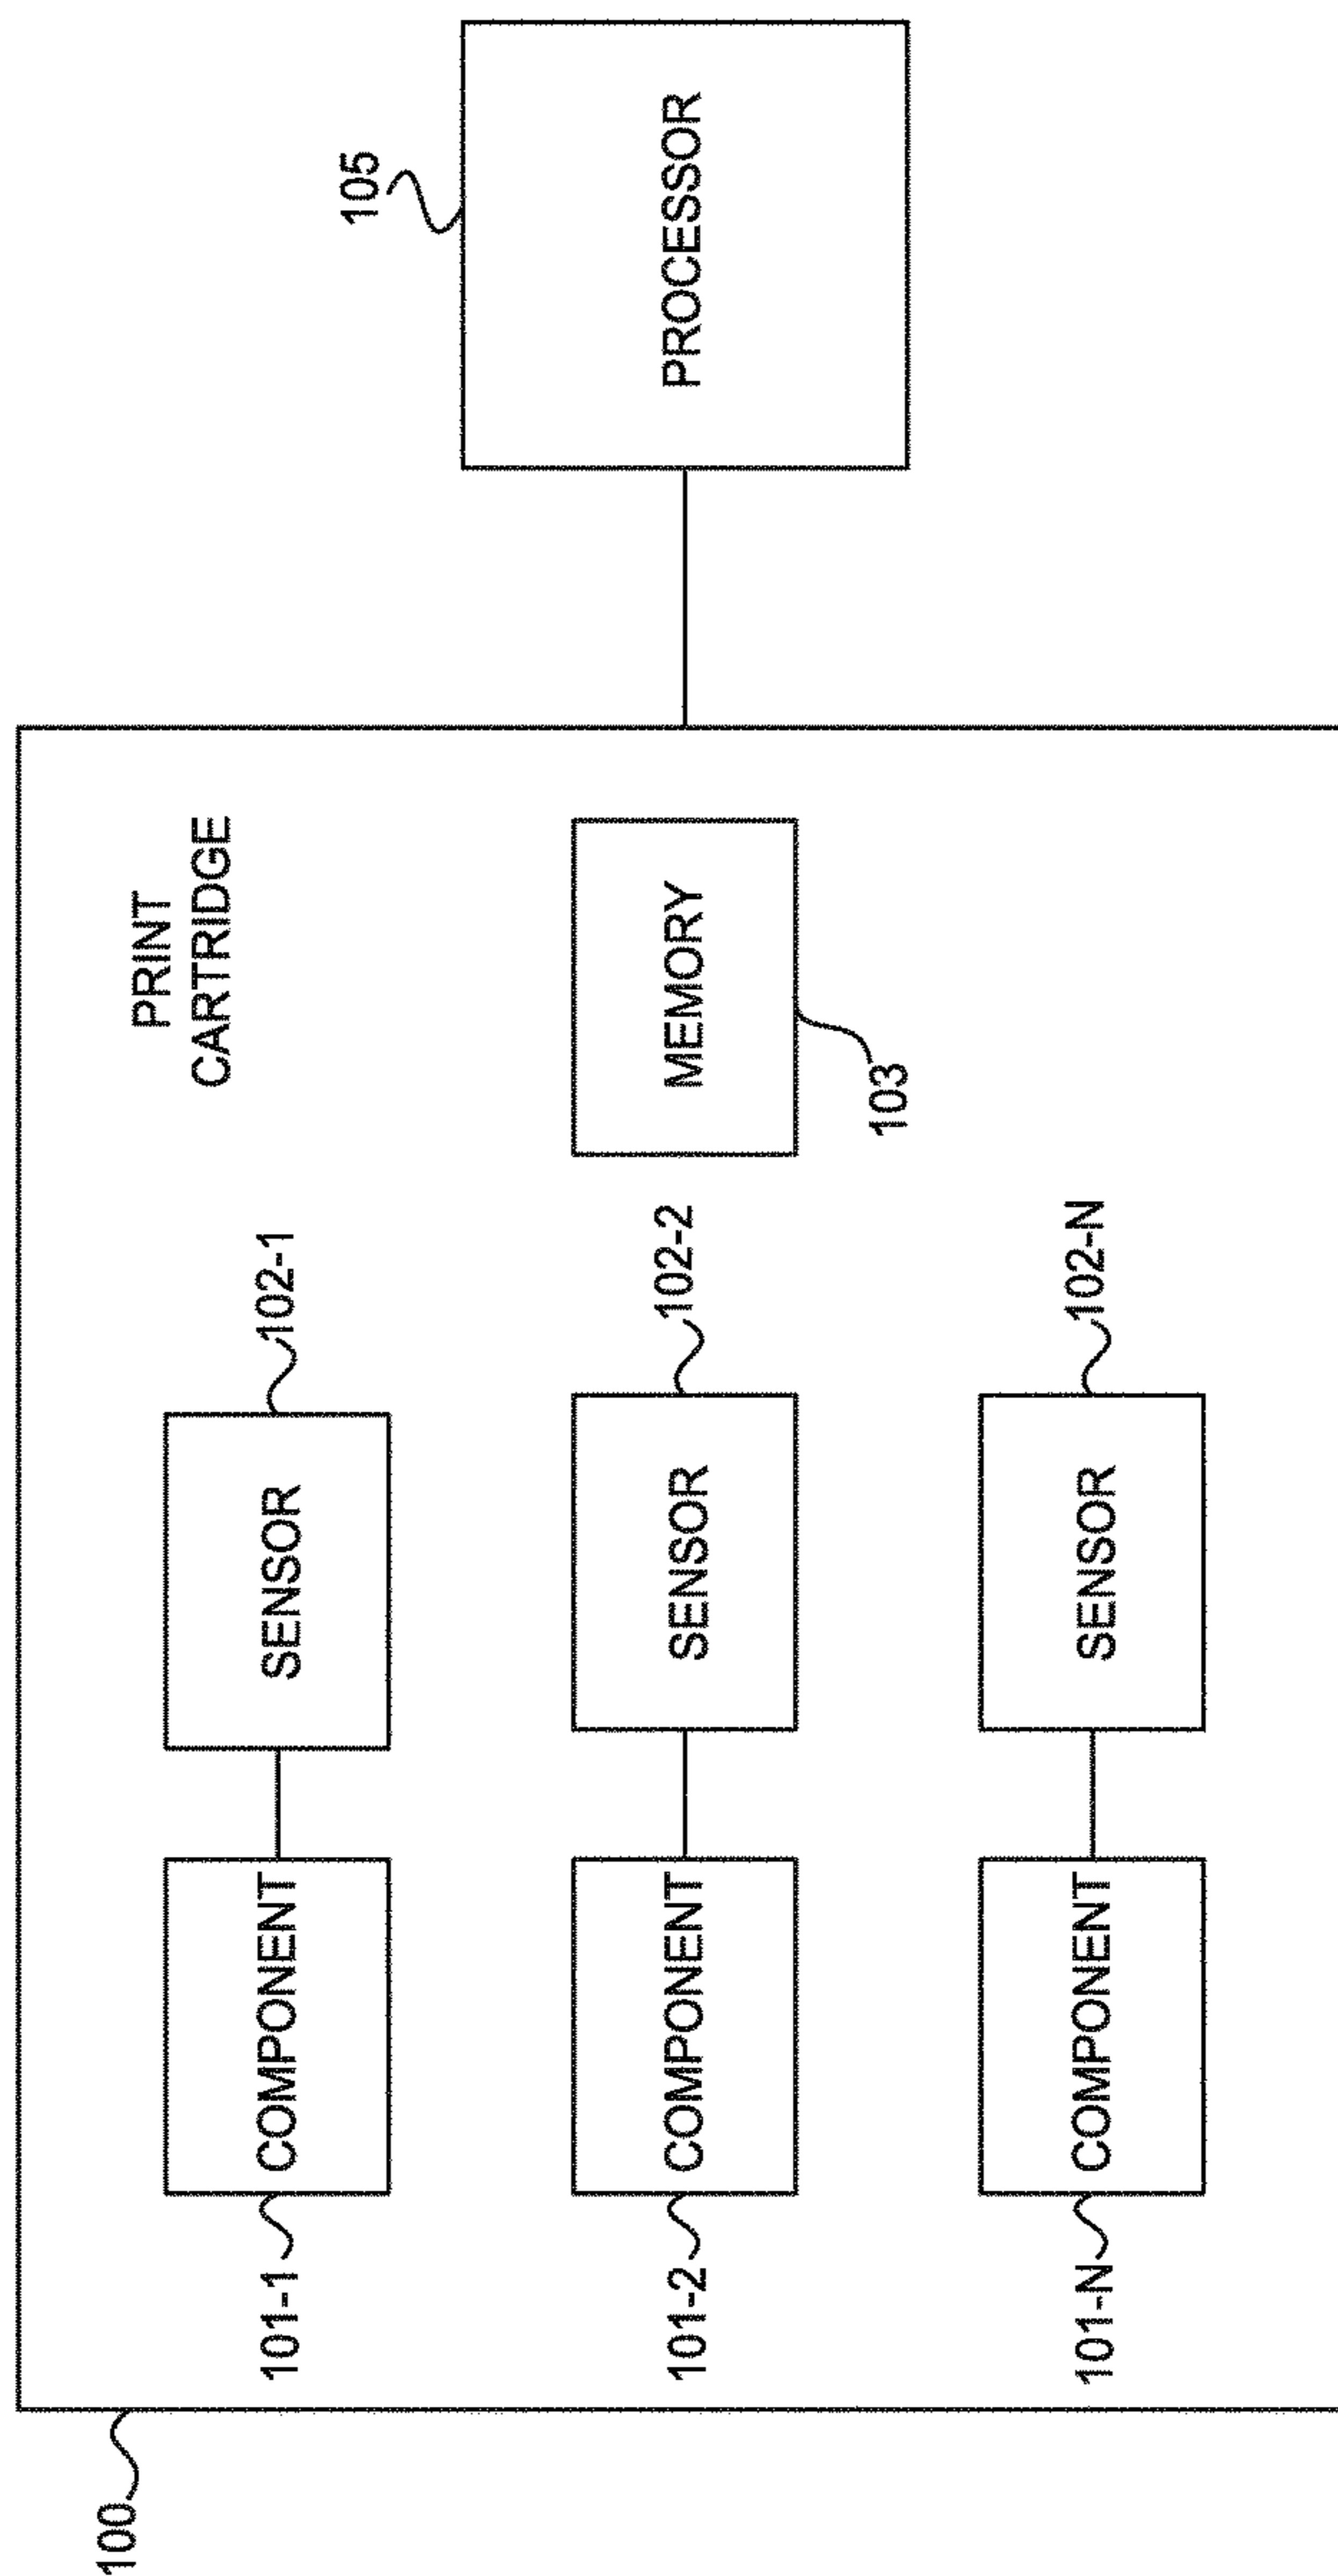 100
PRINT
CARTRIDGE
101-1
COMPONENT
SENSOR
102-1
101-2
COMPONENT
SENSOR
102-2
MEMORY
103
101-N
COMPONENT
SENSOR
102-N
105
PROCESSOR